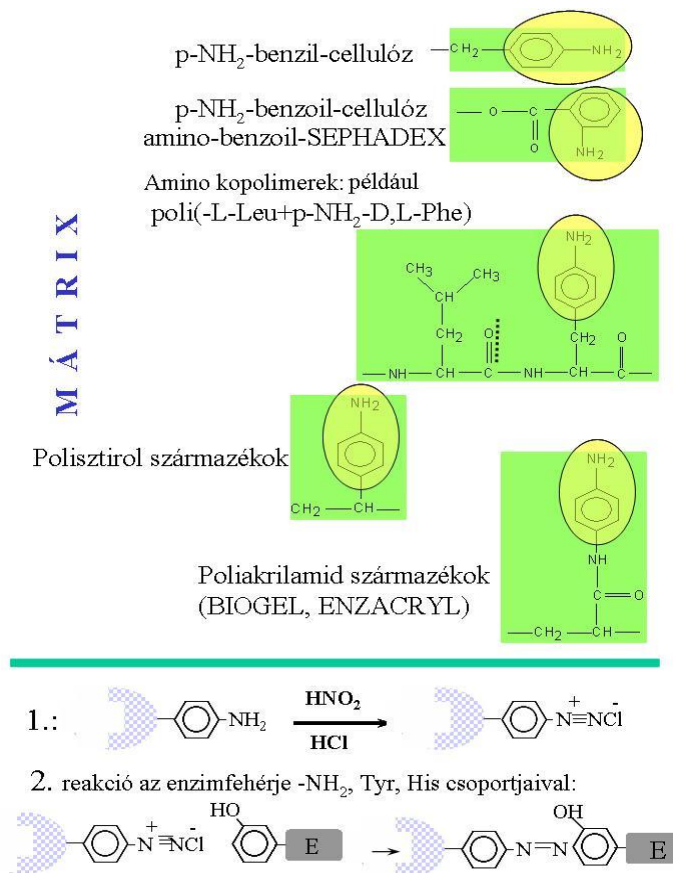 p-NH₂-benzil-cellulóz
—CH₂—NH₂
p-NH₂-benzoil-cellulóz
amino-benzoil-SEPHADEX
O C O NH₂
Amino kopolimerek: például
poli(-L-Leu+p-NH₂-D,L-Phe)
MÁTRIX
NH₂
CH₃ CH₃
CH
CH₂ O CH₂ O
NH CH C NH CH C
Polisztirol származékok
NH₂
CH₂ CH
Poliakrilamid származékok
(BIOGEL, ENZACRYL)
NH₂
NH
C O
CH₂ CH
1.: NH₂ HNO₂ HCl N≡NCl + -
2. reakció az enzimfehérje -NH₂, Tyr, His csoportjaival:
N≡NCl + - HO E → N=N OH E